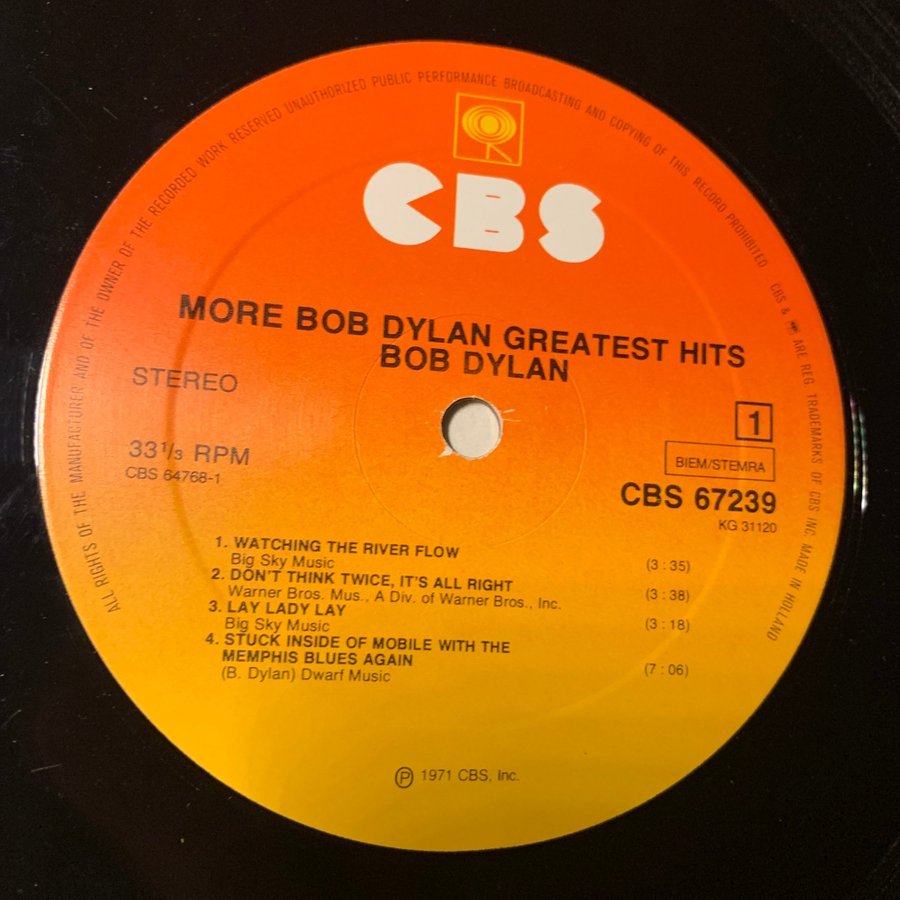 ALL RIGHTS OF THE MANUFACTURER AND OF THE OWNER OF THE RECORDED WORK RESERVED UNAUTHORIZED PUBLIC PERFORMANCE BROADCASTING AND COPYING OF THIS RECORD PROHIBITED CBS & ARE REG. TRADEMARKS OF CBS INC. MADE IN HOLLAND
CBS
MORE BOB DYLAN GREATEST HITS
BOB DYLAN
STEREO
1
33 1/3 RPM
BIEM/STEMRA
CBS 64768-1
CBS 67239
KG 31120
1. WATCHING THE RIVER FLOW
Big Sky Music (3 : 35)
2. DON'T THINK TWICE, IT'S ALL RIGHT
Warner Bros. Mus., A Div. of Warner Bros., Inc. (3 : 38)
3. LAY LADY LAY
Big Sky Music (3 : 18)
4. STUCK INSIDE OF MOBILE WITH THE
MEMPHIS BLUES AGAIN
(B. Dylan) Dwarf Music (7 : 06)
℗ 1971 CBS, Inc.